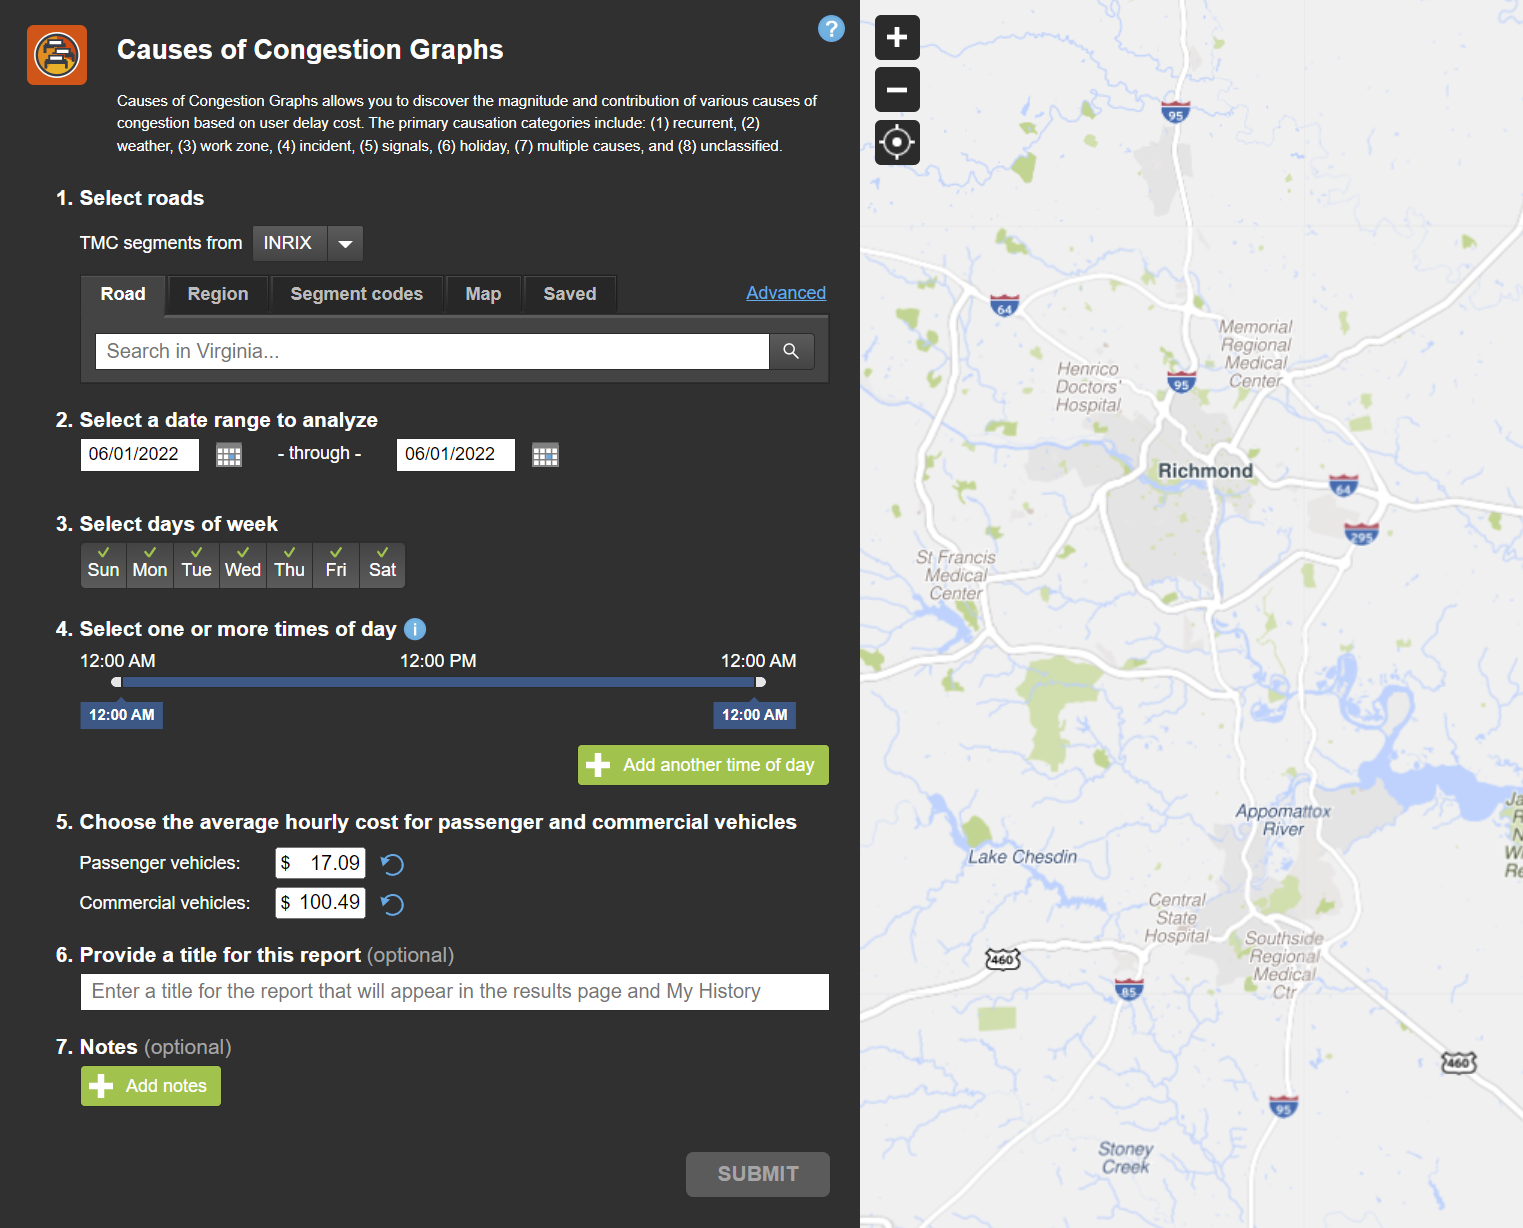 Causes of Congestion Graphs
?
Causes of Congestion Graphs allows you to discover the magnitude and contribution of various causes of
congestion based on user delay cost. The primary causation categories include: (1) recurrent, (2)
weather, (3) work zone, (4) incident, (5) signals, (6) holiday, (7) multiple causes, and (8) unclassified.
1. Select roads
TMC segments from INRIX
Road Region Segment codes Map Saved Advanced
Search in Virginia...
2. Select a date range to analyze
06/01/2022 - through - 06/01/2022
3. Select days of week
Sun Mon Tue Wed Thu Fri Sat
4. Select one or more times of day i
12:00 AM 12:00 PM 12:00 AM
12:00 AM 12:00 AM
Add another time of day
5. Choose the average hourly cost for passenger and commercial vehicles
Passenger vehicles: $ 17.09
Commercial vehicles: $ 100.49
6. Provide a title for this report (optional)
Enter a title for the report that will appear in the results page and My History
7. Notes (optional)
Add notes
SUBMIT
95
64
Memorial
Regional
Medical
Center
Henrico
Doctors'
Hospital
95
Richmond
64
295
St Francis
Medical
Center
Appomattox
River
Lake Chesdin
Central
State
Hospital
Southside
Regional
Medical
Ctr
460
85
460
95
Stoney
Creek